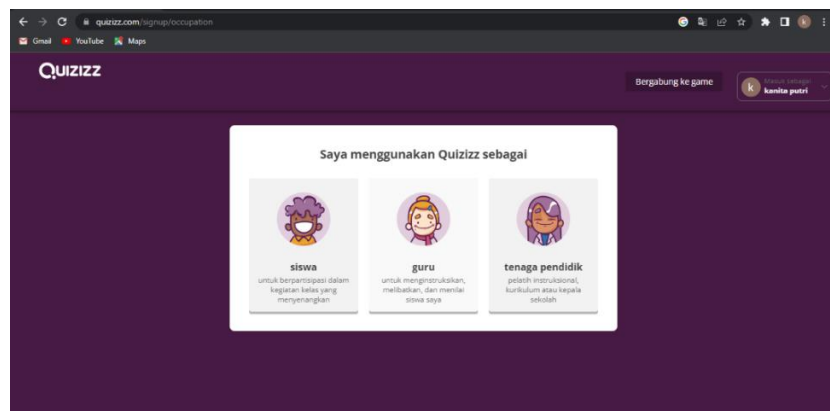 quizizz.com/signup/occupation
Gmail YouTube Maps
QUIZIZZ
Bergabung ke game
k
Masuk sebagai
kanita putri
Saya menggunakan Quizizz sebagai
siswa
untuk berpartisipasi dalam
kegiatan kelas yang
menyenangkan
guru
untuk menginstruksikan,
melibatkan, dan menilai
siswa saya
tenaga pendidik
pelatih instruksional,
kurikulum atau kepala
sekolah